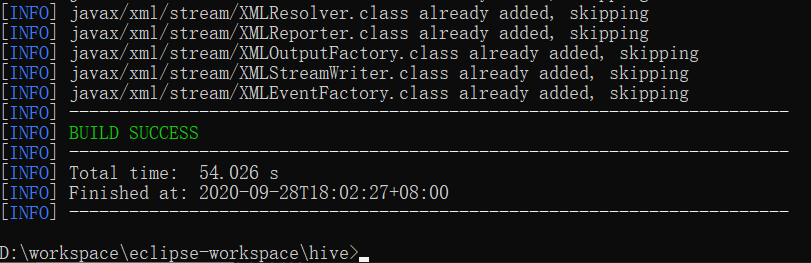 [INFO] javax/xml/stream/XMLResolver.class already added, skipping
[INFO] javax/xml/stream/XMLReporter.class already added, skipping
[INFO] javax/xml/stream/XMLOutputFactory.class already added, skipping
[INFO] javax/xml/stream/XMLStreamWriter.class already added, skipping
[INFO] javax/xml/stream/XMLEventFactory.class already added, skipping
[INFO] ------------------------------------------------------------------------
[INFO] BUILD SUCCESS
[INFO] ------------------------------------------------------------------------
[INFO] Total time:  54.026 s
[INFO] Finished at: 2020-09-28T18:02:27+08:00
[INFO] ------------------------------------------------------------------------
D:\workspace\eclipse-workspace\hive>